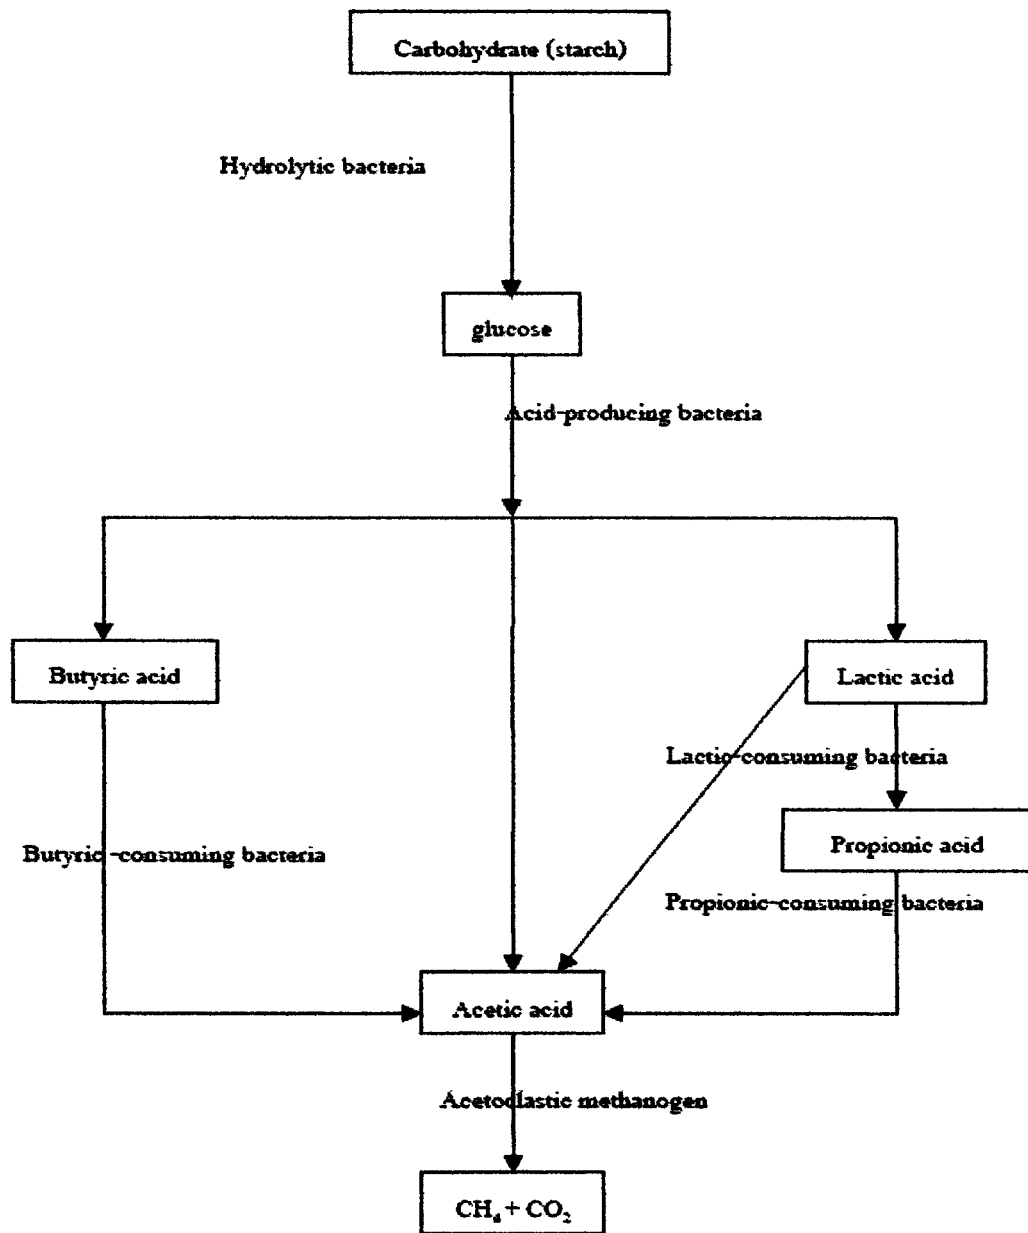 Carbohydrate (starch)
Hydrolytic bacteria
glucose
Acid-producing bacteria
Butyric acid
Lactic acid
Lactic-consuming bacteria
Butyric -consuming bacteria
Propionic acid
Propionic-consuming bacteria
Acetic acid
Acetoclastic methanogen
CH₄ + CO₂